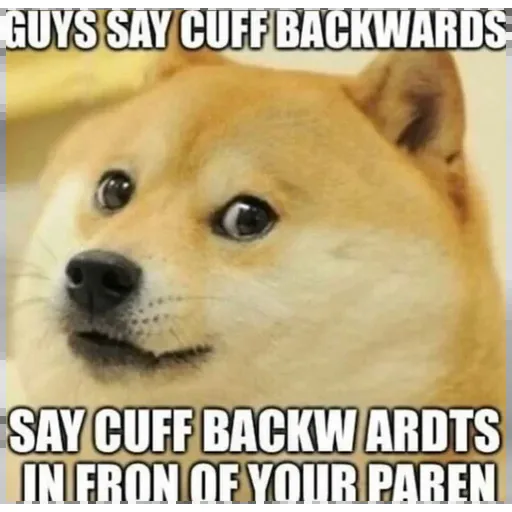 GUYS SAY CUFF BACKWARDS
SAY CUFF BACKW ARDTS
IN FRON OF YOUR PAREN